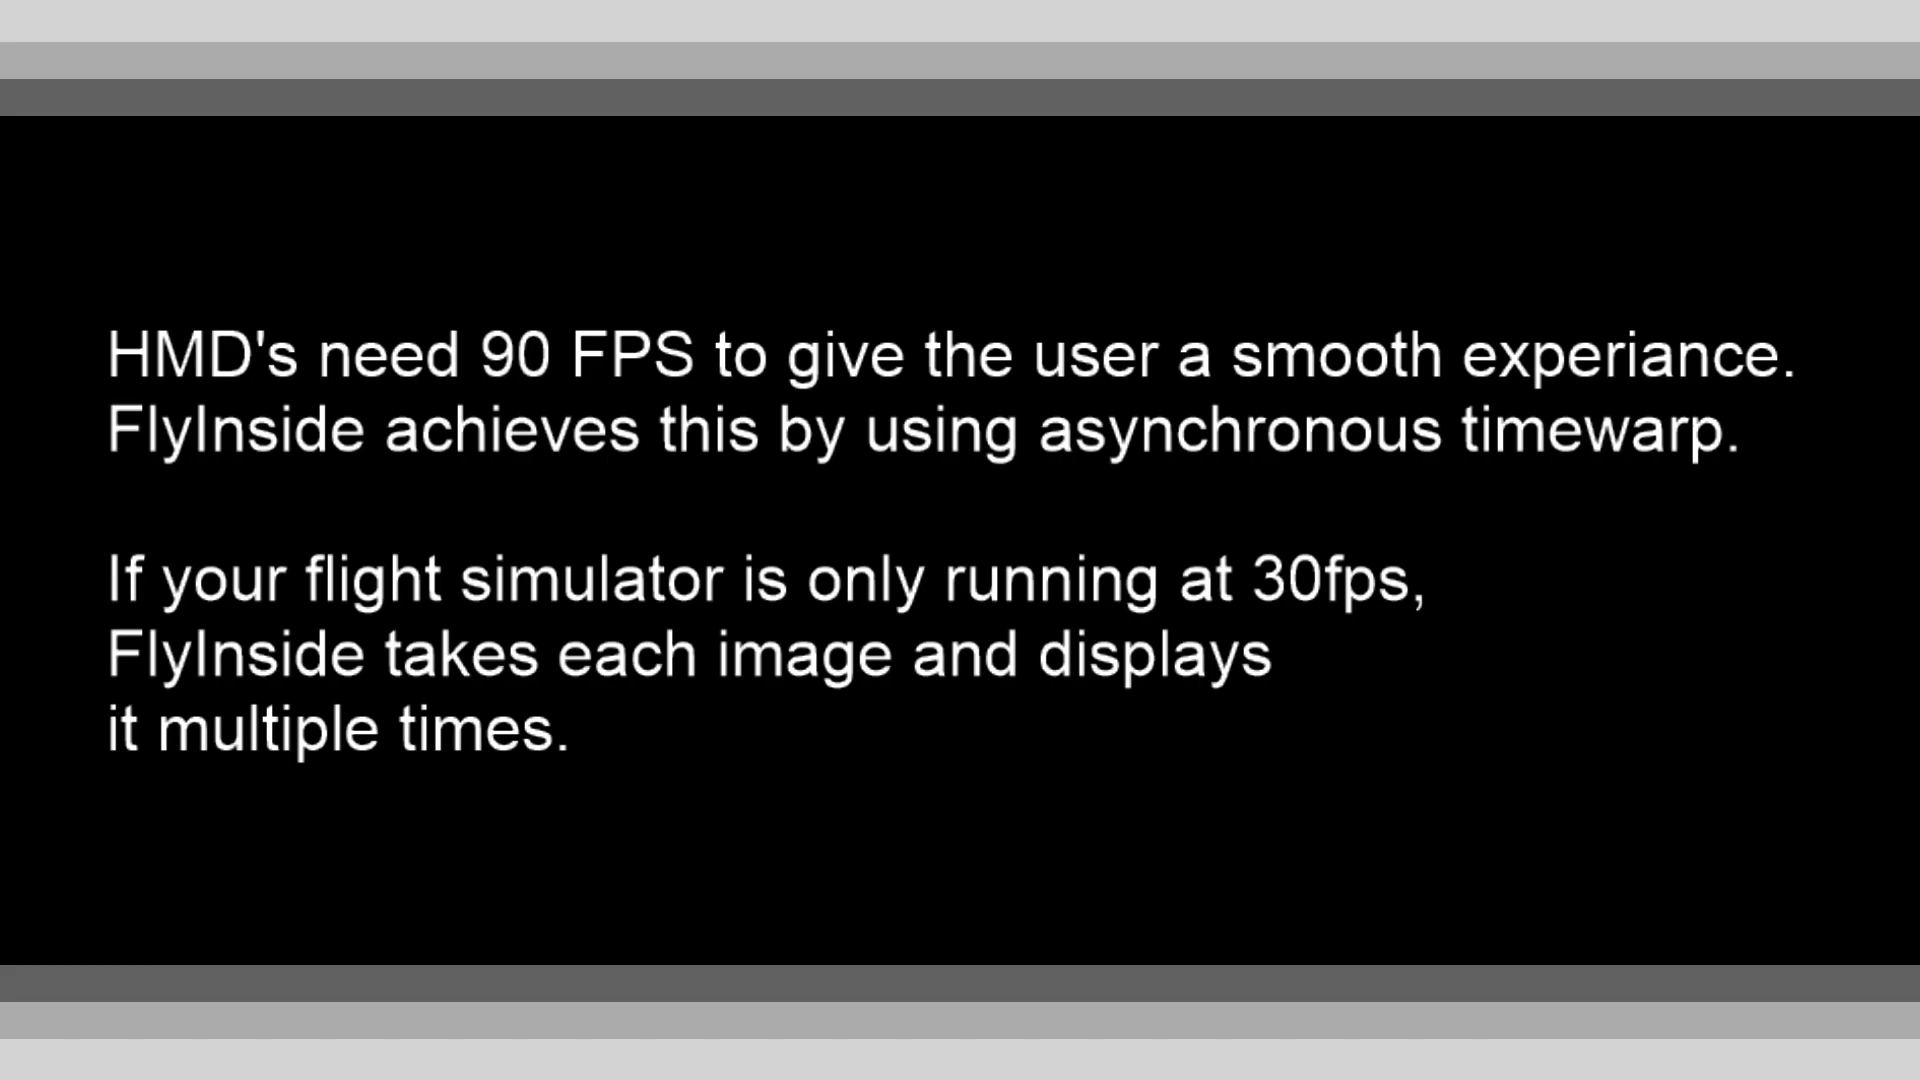 HMD's need 90 FPS to give the user a smooth experiance.
FlyInside achieves this by using asynchronous timewarp.
If your flight simulator is only running at 30fps,
FlyInside takes each image and displays
it multiple times.